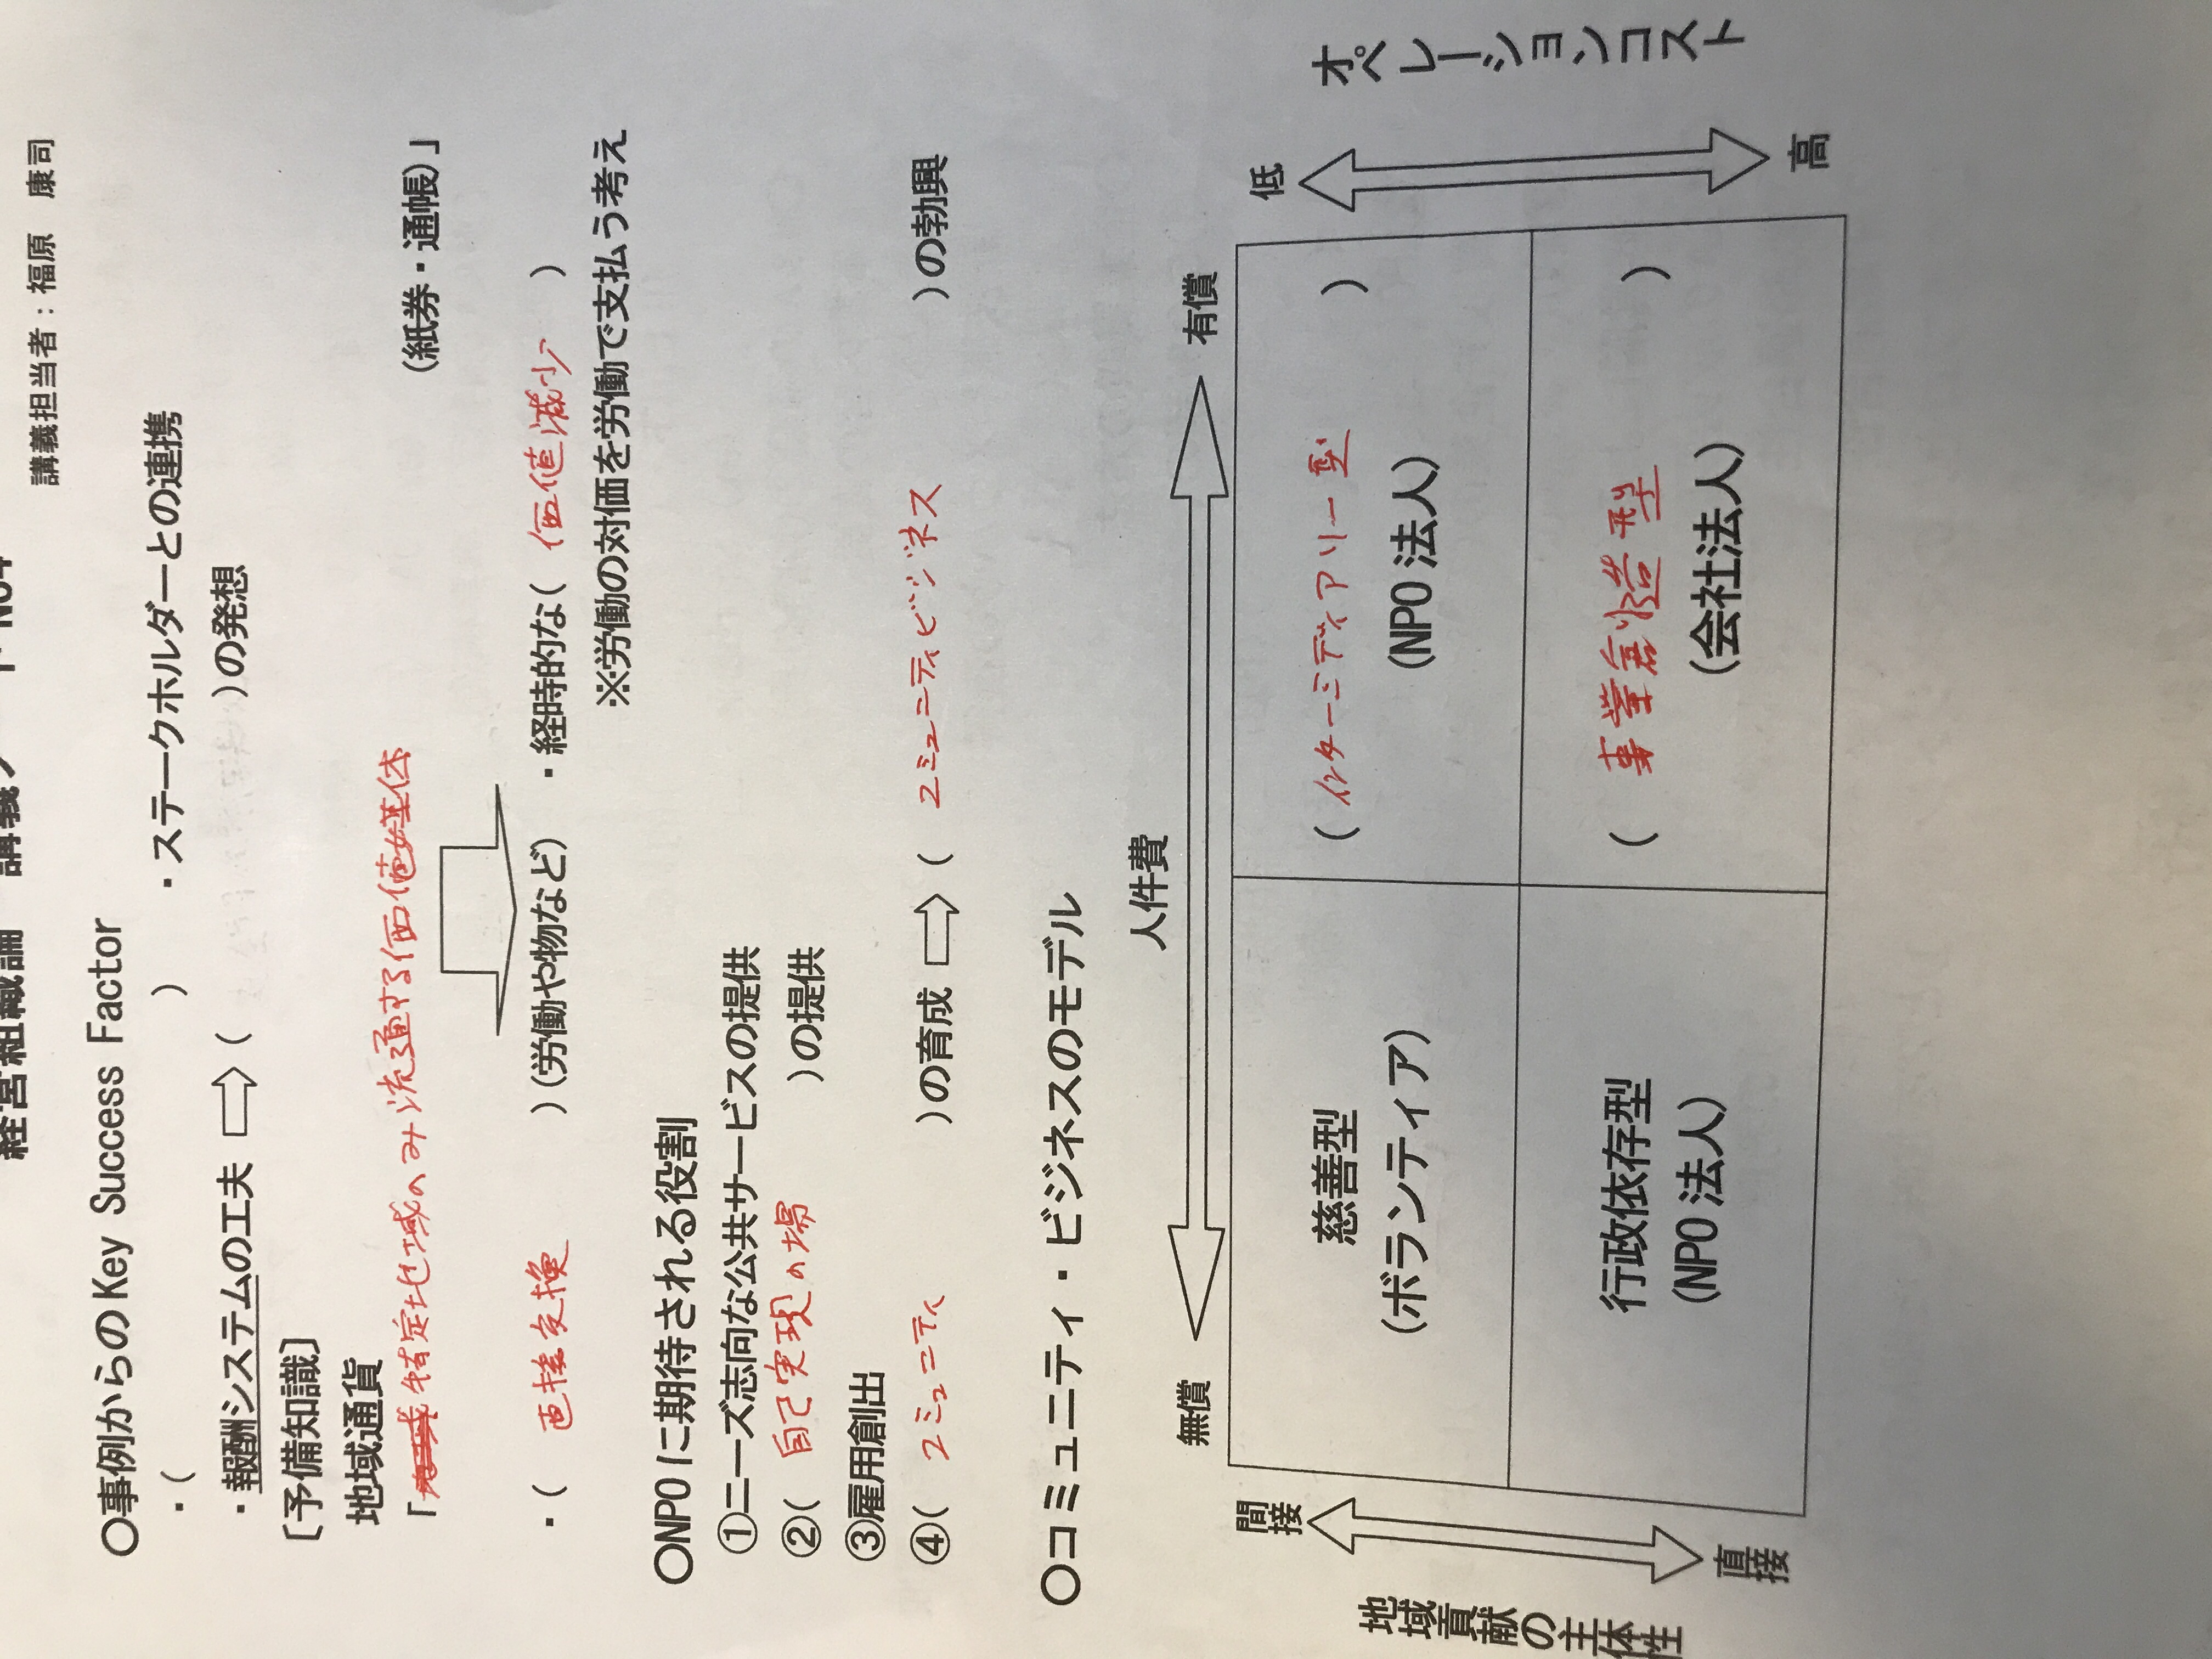 経営組織論 講義ノート No4
講義担当者：福原 康司
〇事例からのKey Success Factor
・( ) ・ステークホルダーとの連携
・報酬システムの工夫 ⇨ ( )の発想
〔予備知識〕
地域通貨
「特定地域のみ流通する価値媒体 (紙券・通帳)」
・( 直接交換 )(労働や物など) ・経時的な( 価値減少 )
※労働の対価を労働で支払う考え
〇NPOに期待される役割
①ニーズ志向な公共サービスの提供
②( 自己実現の場 )の提供
③雇用創出
④( コミュニティ )の育成 ⇨ ( コミュニティビジネス )の勃興
〇コミュニティ・ビジネスのモデル
人件費
無償 有償
間接
低
地域貢献の主体性
オペレーションコスト
慈善型
(ボランティア)
( インターミディアリー型 )
(NPO法人)
行政依存型
(NPO法人)
( 事業創造型 )
(会社法人)
直接
高